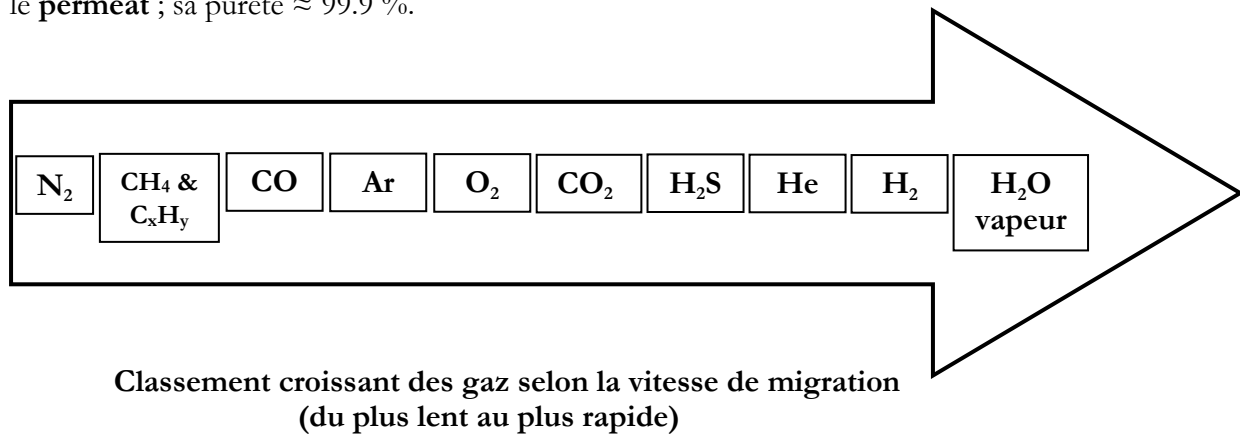 le perméat ; sa pureté ≈ 99.9 %.
N₂
CH₄ &
CₓHᵧ
CO
Ar
O₂
CO₂
H₂S
He
H₂
H₂O
vapeur
Classement croissant des gaz selon la vitesse de migration
(du plus lent au plus rapide)